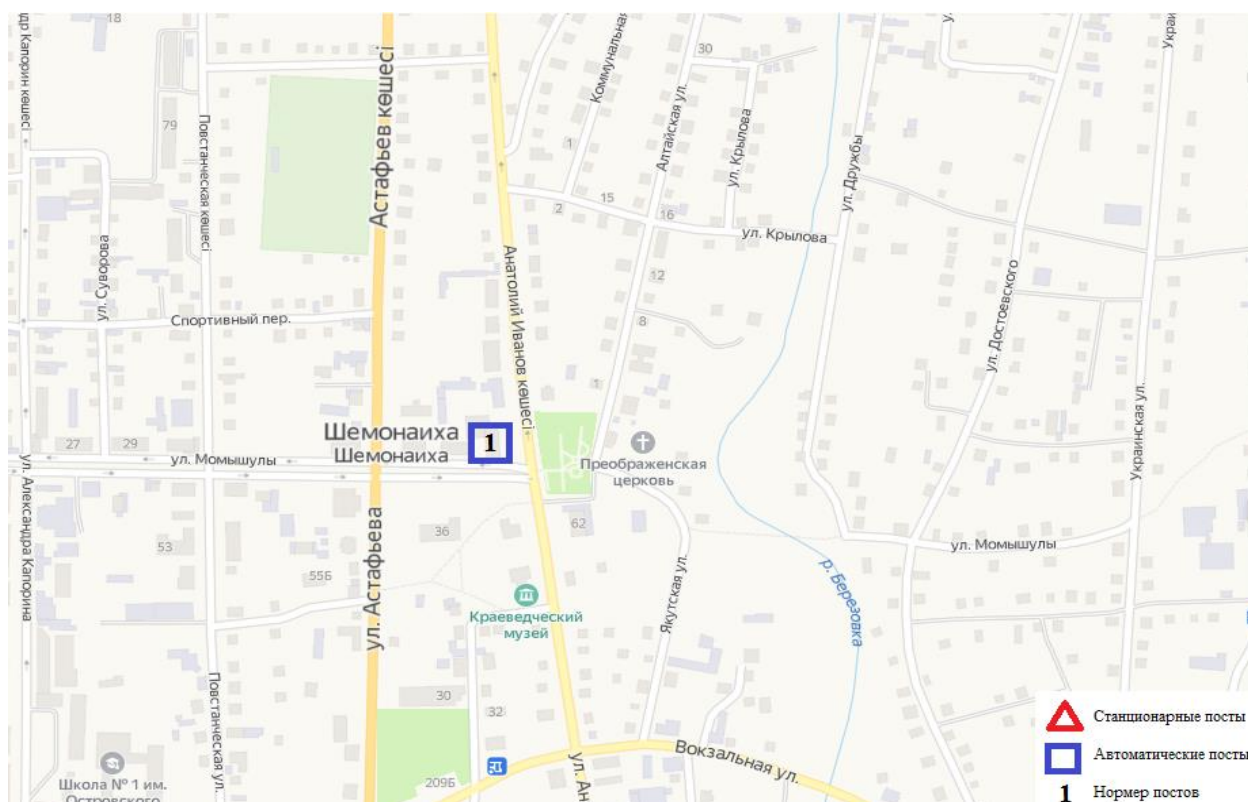 18
др Капорин көшесі
79
Повстанческая көшесі
ул. Суворова
Спортивный пер.
Астафьев көшесі
Анатолий Иванов көшесі
Коммунальная
30
Алтайская ул.
ул. Крылова
1
2
15
16
ул. Крылова
12
8
1
ул. Дружбы
ул. Достоевского
Украи
Украинская ул.
Шемонаиха
Шемонаиха
1
27
29
ул. Момышулы
ул. Александра Капорина
53
55Б
36
62
ул. Астафьева
Преображенская
церковь
Якутская ул.
ул. Момышулы
р. Березовка
Краеведческий
музей
30
32
Повстанческая ул.
209Б
ул. Ан
Вокзальная ул.
Школа № 1 им.
Островского
Станционарные посты
Автоматические посты
1 Нормер постов